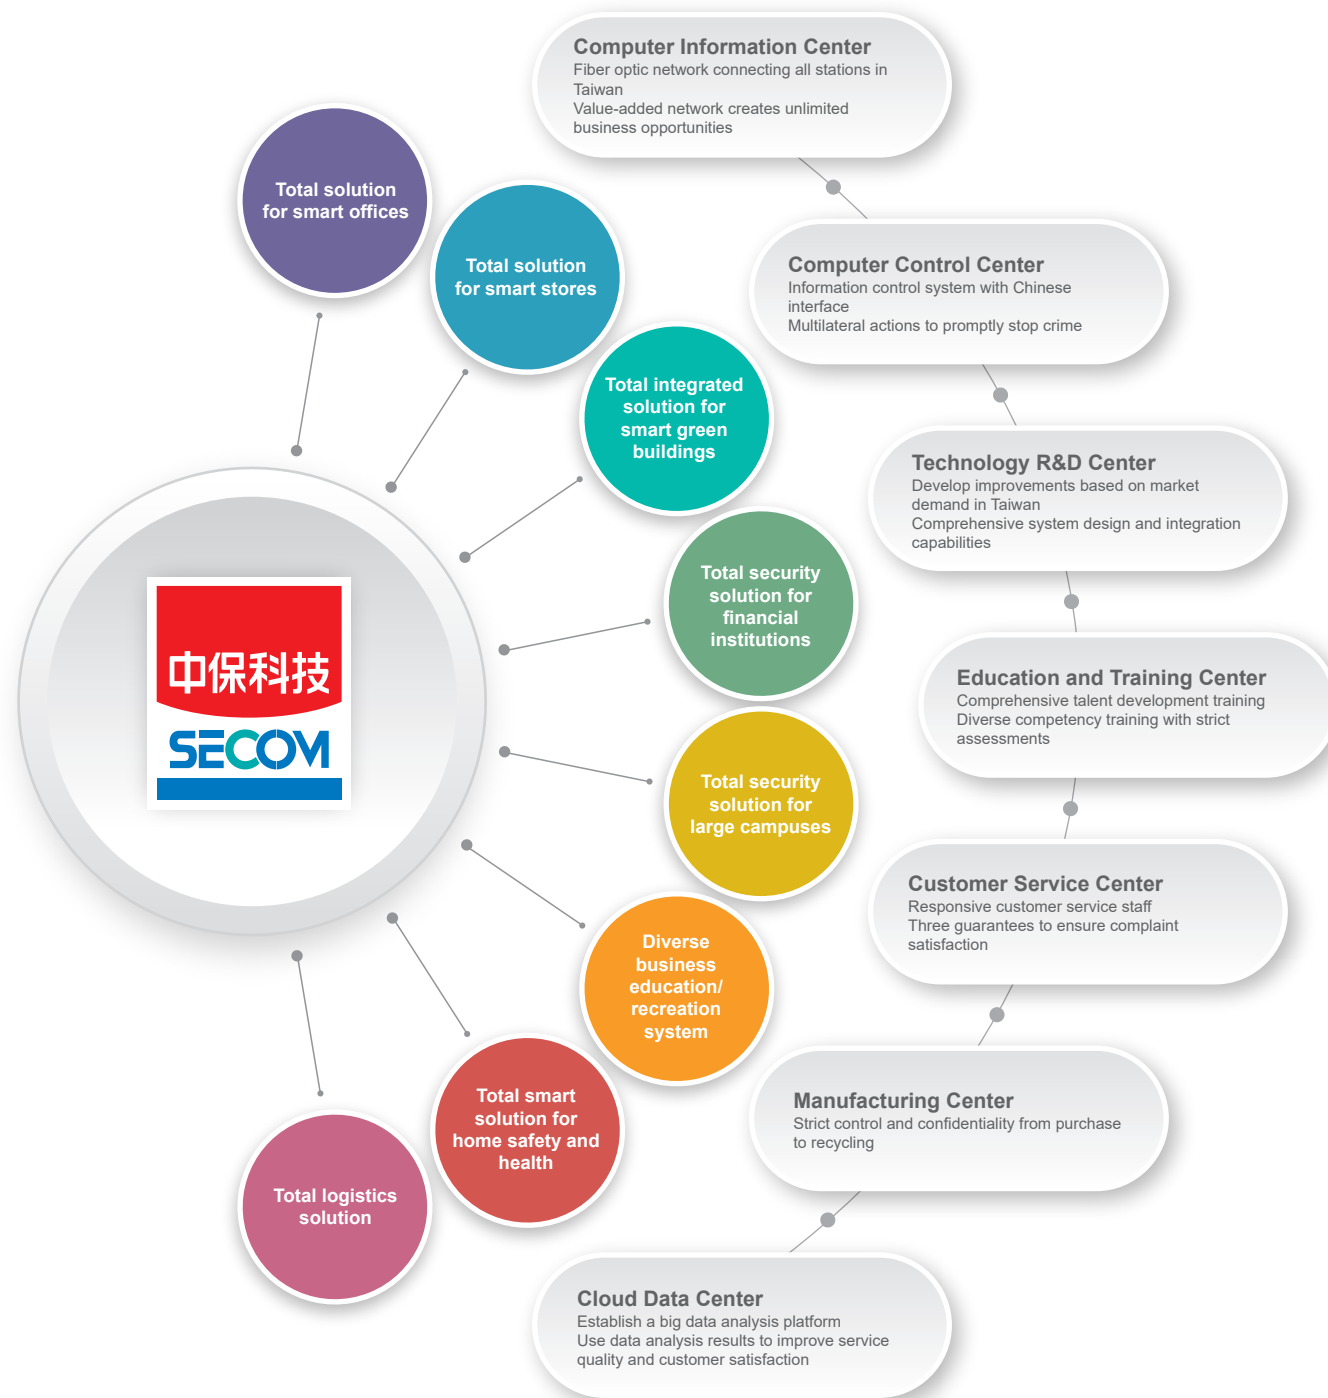 Computer Information Center
Fiber optic network connecting all stations in
Taiwan
Value-added network creates unlimited
business opportunities
Total solution
for smart offices
Total solution
for smart stores
Computer Control Center
Information control system with Chinese
interface
Multilateral actions to promptly stop crime
Total integrated
solution for
smart green
buildings
Technology R&D Center
Develop improvements based on market
demand in Taiwan
Comprehensive system design and integration
capabilities
Total security
solution for
financial
institutions
中保科技
SECOM
Education and Training Center
Comprehensive talent development training
Diverse competency training with strict
assessments
Total security
solution for
large campuses
Customer Service Center
Responsive customer service staff
Three guarantees to ensure complaint
satisfaction
Diverse
business
education/
recreation
system
Manufacturing Center
Strict control and confidentiality from purchase
to recycling
Total smart
solution for
home safety and
health
Total logistics
solution
Cloud Data Center
Establish a big data analysis platform
Use data analysis results to improve service
quality and customer satisfaction